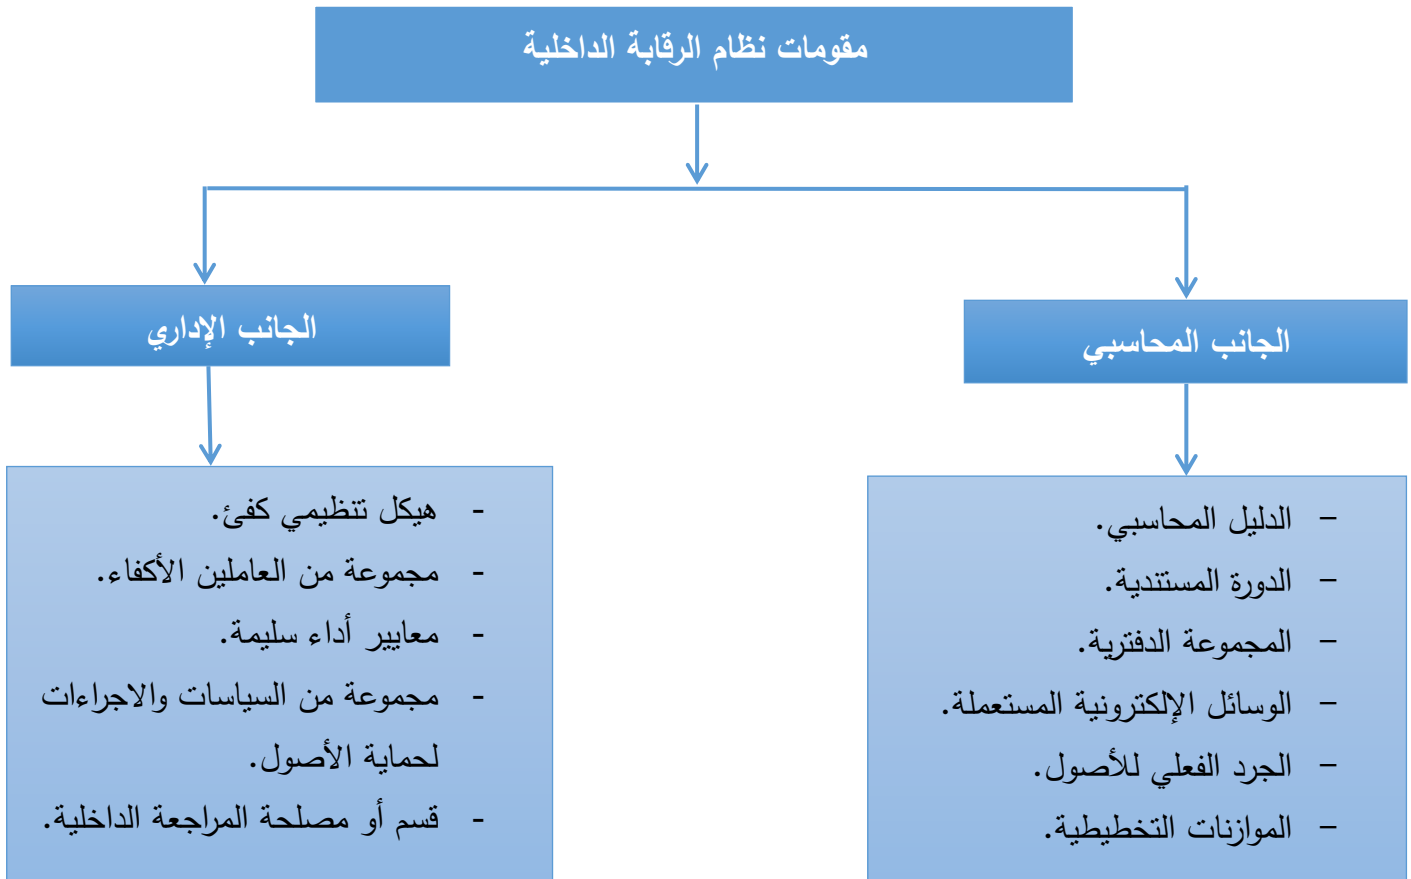 مقومات نظام الرقابة الداخلية
الجانب المحاسبي
الجانب الإداري
– الدليل المحاسبي.
– الدورة المستندية.
– المجموعة الدفترية.
– الوسائل الإلكترونية المستعملة.
– الجرد الفعلي للأصول.
– الموازنات التخطيطية.
- هيكل تنظيمي كفئ.
- مجموعة من العاملين الأكفاء.
- معايير أداء سليمة.
- مجموعة من السياسات والاجراءات
لحماية الأصول.
- قسم أو مصلحة المراجعة الداخلية.